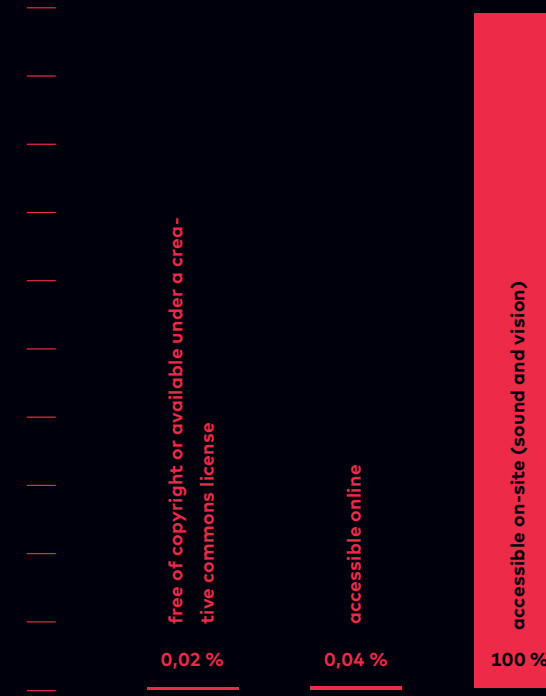 free of copyright or available under a crea-
tive commons license
0,02 %
accessible online
0,04 %
accessible on-site (sound and vision)
100 %